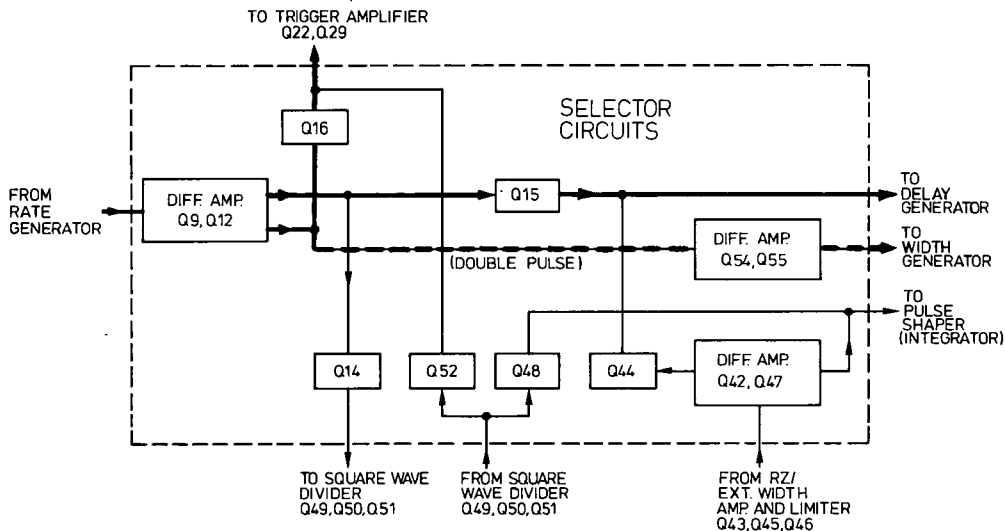 TO TRIGGER AMPLIFIER
Q22,Q29
SELECTOR
CIRCUITS
Q16
FROM
RATE
GENERATOR
DIFF. AMP.
Q9,Q12
Q15
TO
DELAY
GENERATOR
(DOUBLE PULSE)
DIFF. AMP.
Q54,Q55
TO
WIDTH
GENERATOR
TO
PULSE
SHAPER
(INTEGRATOR)
Q14
Q52
Q48
Q44
DIFF. AMP.
Q42,Q47
TO SQUARE WAVE
DIVIDER
Q49,Q50,Q51
FROM SQUARE
WAVE DIVIDER
Q49,Q50,Q51
FROM RZ/
EXT. WIDTH
AMP. AND LIMITER
Q43,Q45,Q46